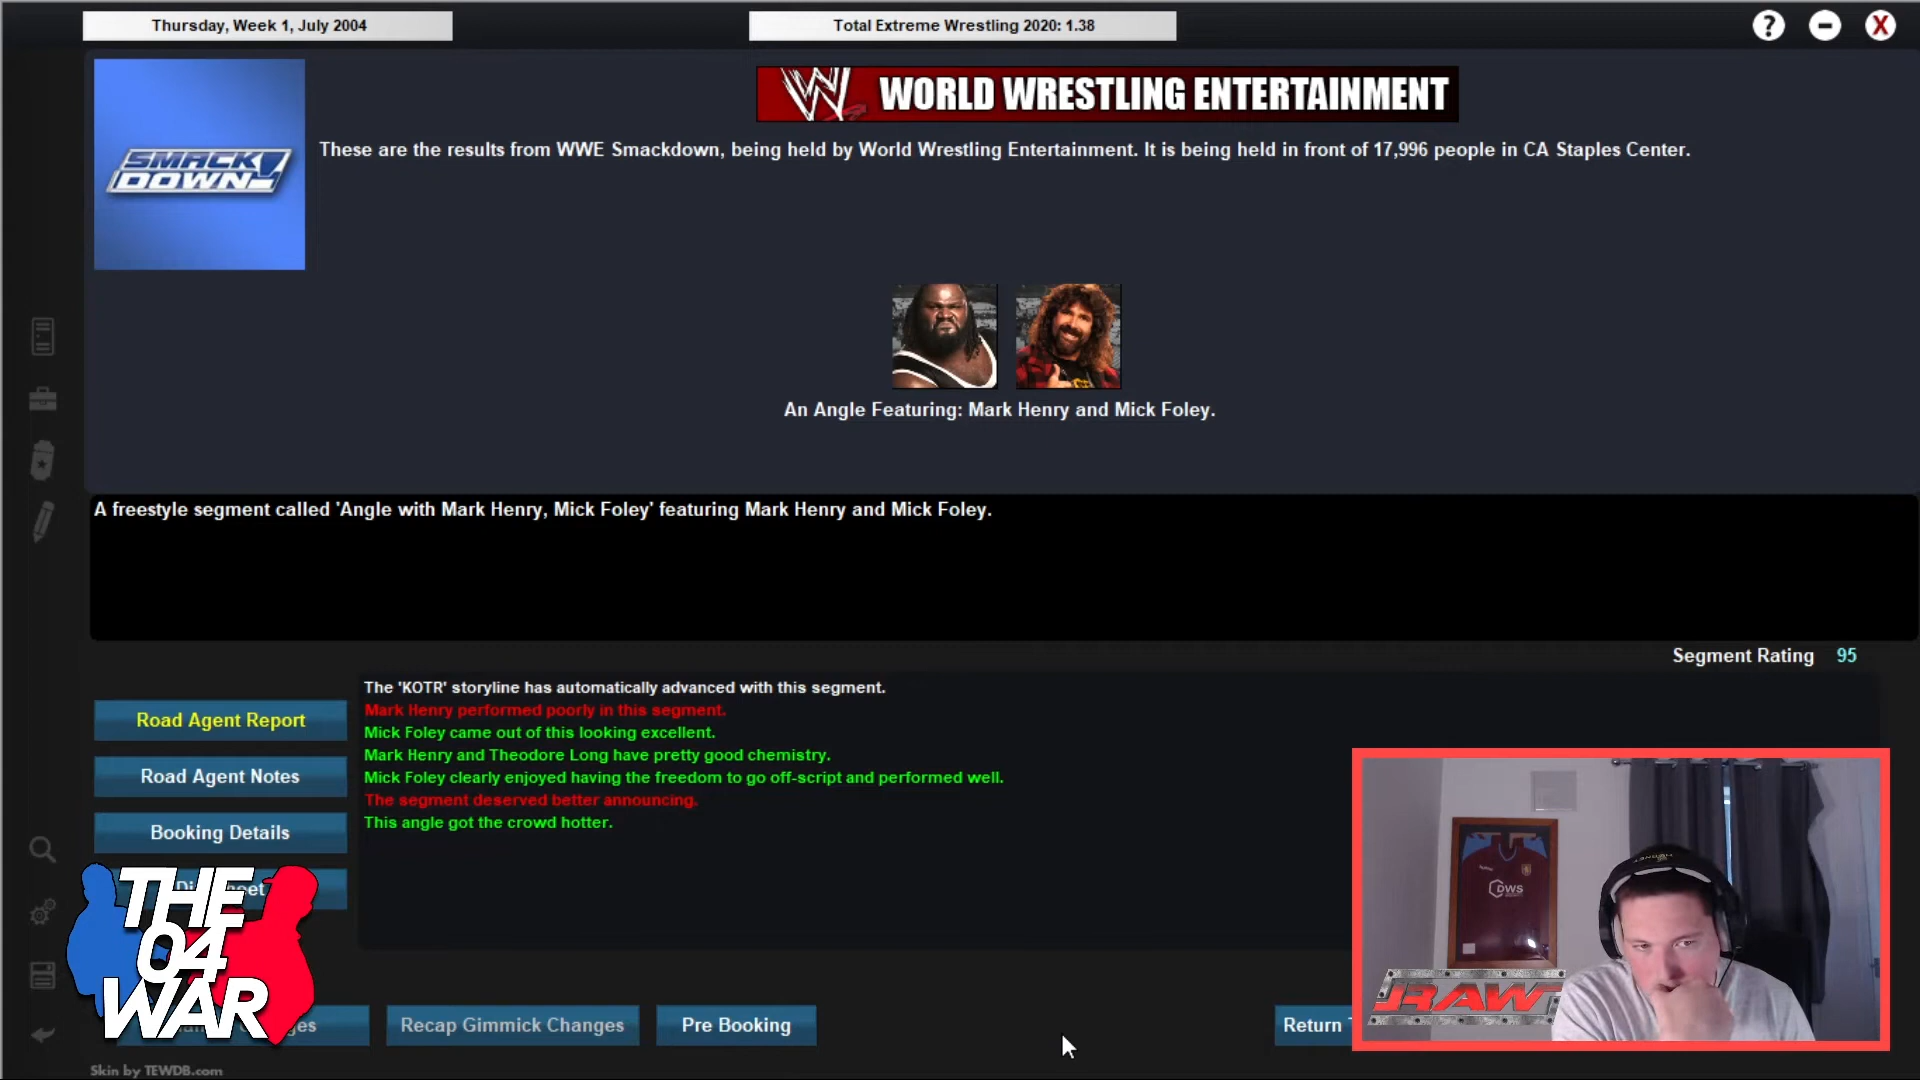 Thursday, Week 1, July 2004
Total Extreme Wrestling 2020: 1.38
?
SMACK DOWN!
W WORLD WRESTLING ENTERTAINMENT
These are the results from WWE Smackdown, being held by World Wrestling Entertainment. It is being held in front of 17,996 people in CA Staples Center.
An Angle Featuring: Mark Henry and Mick Foley.
A freestyle segment called 'Angle with Mark Henry, Mick Foley' featuring Mark Henry and Mick Foley.
Segment Rating 95
The 'KOTR' storyline has automatically advanced with this segment.
Mark Henry performed poorly in this segment.
Mick Foley came out of this looking excellent.
Mark Henry and Theodore Long have pretty good chemistry.
Mick Foley clearly enjoyed having the freedom to go off-script and performed well.
The segment deserved better announcing.
This angle got the crowd hotter.
Road Agent Report
Road Agent Notes
Booking Details
THE
04
WAR
Recap Gimmick Changes
Pre Booking
Return
DWS
RAW
Skin by TEWDB.com